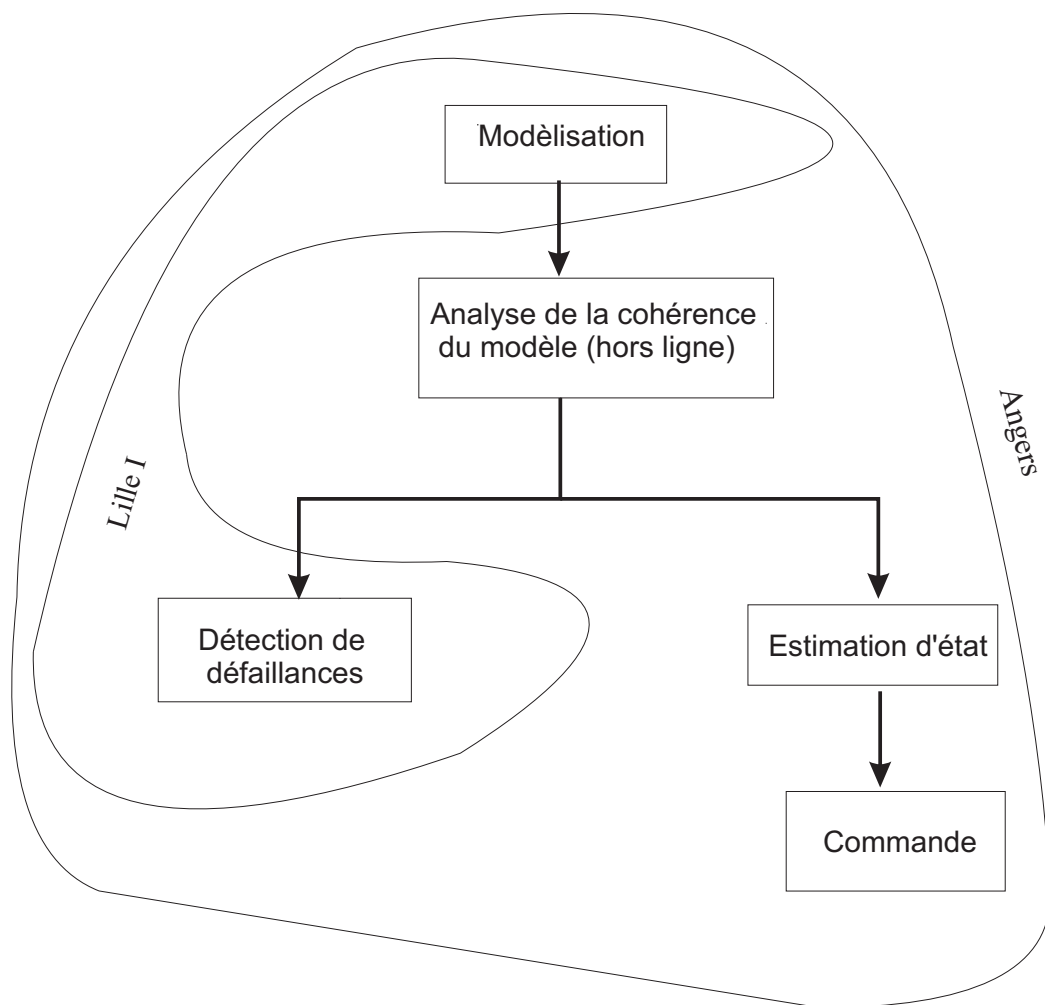 Modèlisation
Analyse de la cohérence
du modèle (hors ligne)
Angers
Lille I
Détection de
défaillances
Estimation d'état
Commande